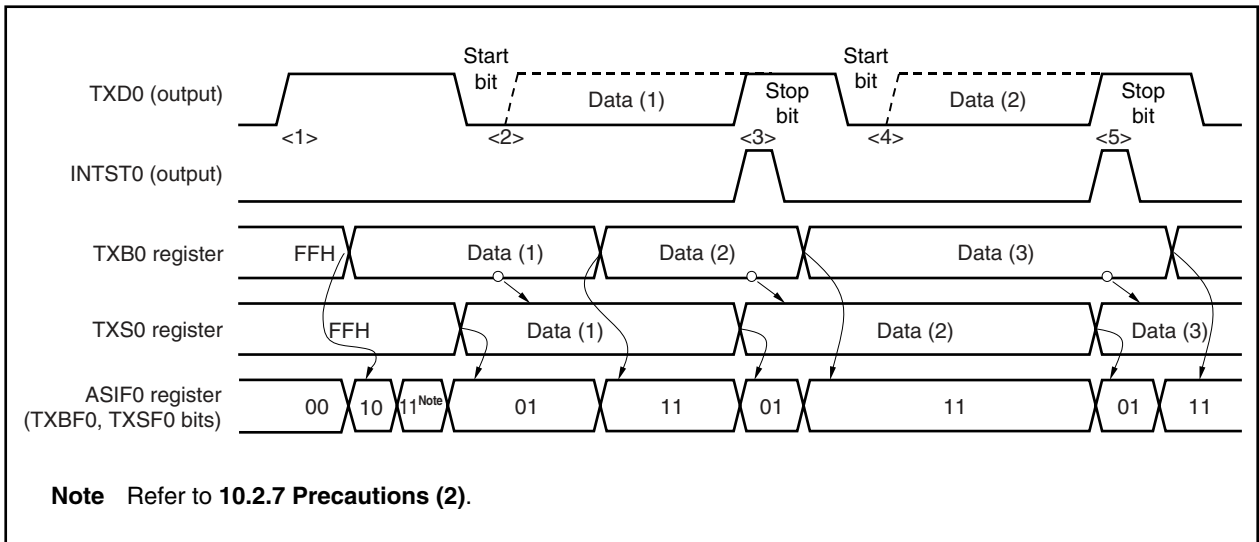 Start
bit
Start
bit
TXD0 (output)
Data (1)
Stop
bit
Data (2)
Stop
bit
<1>
<2>
<3>
<4>
<5>
INTST0 (output)
TXB0 register
FFH
Data (1)
Data (2)
Data (3)
TXS0 register
FFH
Data (1)
Data (2)
Data (3)
ASIF0 register
(TXBF0, TXSF0 bits)
00
10
11Note
01
11
01
11
01
11
Note Refer to 10.2.7 Precautions (2).